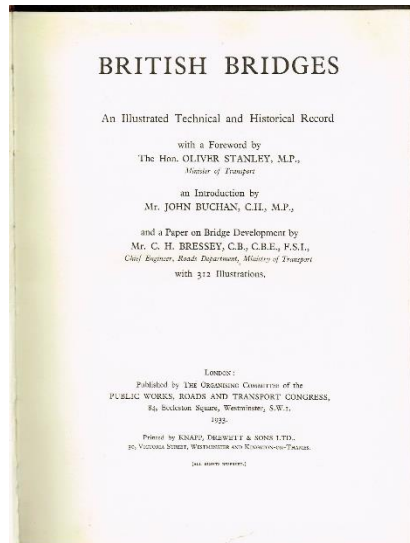 BRITISH BRIDGES
An Illustrated Technical and Historical Record
with a Foreword by
The Hon. OLIVER STANLEY, M.P.,
Minister of Transport
an Introduction by
Mr. JOHN BUCHAN, C.H., M.P.,
and a Paper on Bridge Development by
Mr. C. H. BRESSEY, C.B., C.B.E., F.S.I.,
Chief Engineer, Roads Department, Ministry of Transport
with 312 Illustrations.
LONDON:
Published by THE ORGANISING COMMITTEE of the
PUBLIC WORKS, ROADS AND TRANSPORT CONGRESS,
84, Eccleston Square, Westminster, S.W.1.
1933.
Printed by KNAPP, DREWETT & SONS LTD.,
30, VICTORIA STREET, WESTMINSTER AND KINGSTON-ON-THAMES.
[ALL RIGHTS RESERVED.]